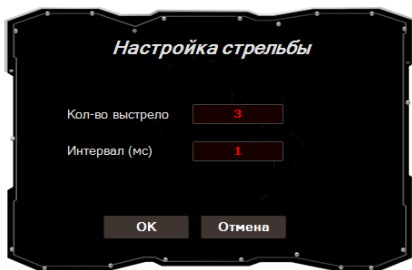 Настройка стрельбы
Кол-во выстрело 3
Интервал (мс) 1
OK Отмена